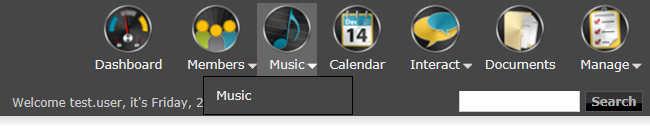 Dec
14
Dashboard Members Music Calendar Interact Documents Manage
Music
Welcome test.user, it's Friday, 2
Search